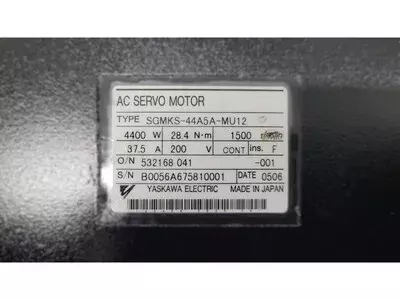 AC SERVO MOTOR
TYPE SGMKS-44A5A-MU12
4400 W 28.4 N·m 1500
37.5 A 200 V CONT ins. F
O/N 532168 041 -001
S/N B0056A675810001 DATE 0506
YASKAWA ELECTRIC MADE IN JAPAN